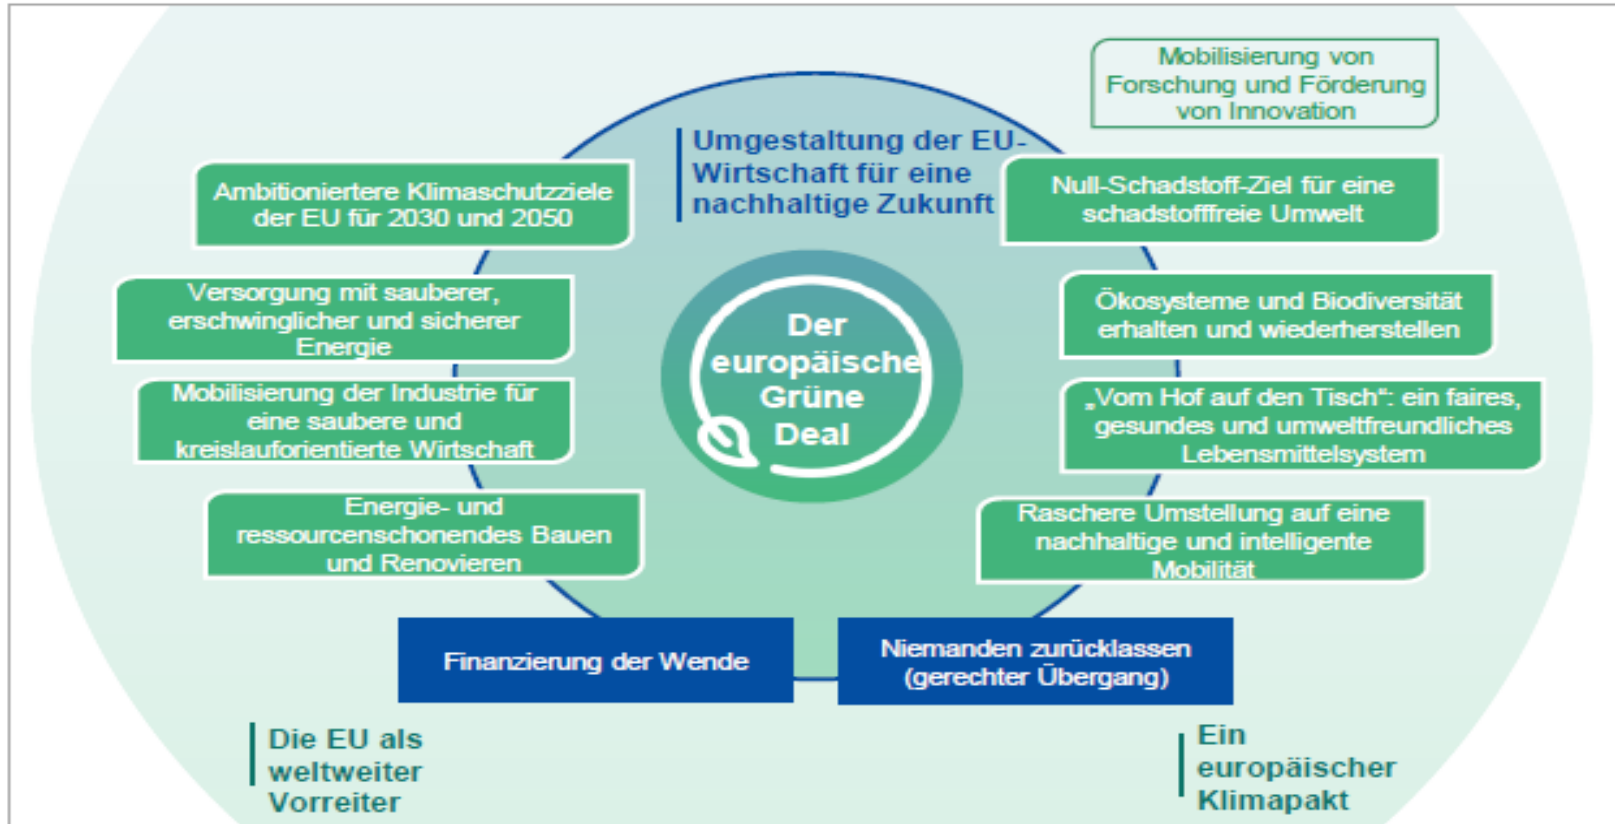 Mobilisierung von
Forschung und Förderung
von Innovation
Umgestaltung der EU-
Wirtschaft für eine
nachhaltige Zukunft
Ambitioniertere Klimaschutzziele
der EU für 2030 und 2050
Null-Schadstoff-Ziel für eine
schadstofffreie Umwelt
Versorgung mit sauberer,
erschwinglicher und sicherer
Energie
Ökosysteme und Biodiversität
erhalten und wiederherstellen
Der
europäische
Grüne
Deal
Mobilisierung der Industrie für
eine saubere und
kreislauforientierte Wirtschaft
„Vom Hof auf den Tisch“: ein faires,
gesundes und umweltfreundliches
Lebensmittelsystem
Energie- und
ressourcenschonendes Bauen
und Renovieren
Raschere Umstellung auf eine
nachhaltige und intelligente
Mobilität
Finanzierung der Wende
Niemanden zurücklassen
(gerechter Übergang)
Die EU als
weltweiter
Vorreiter
Ein
europäischer
Klimapakt